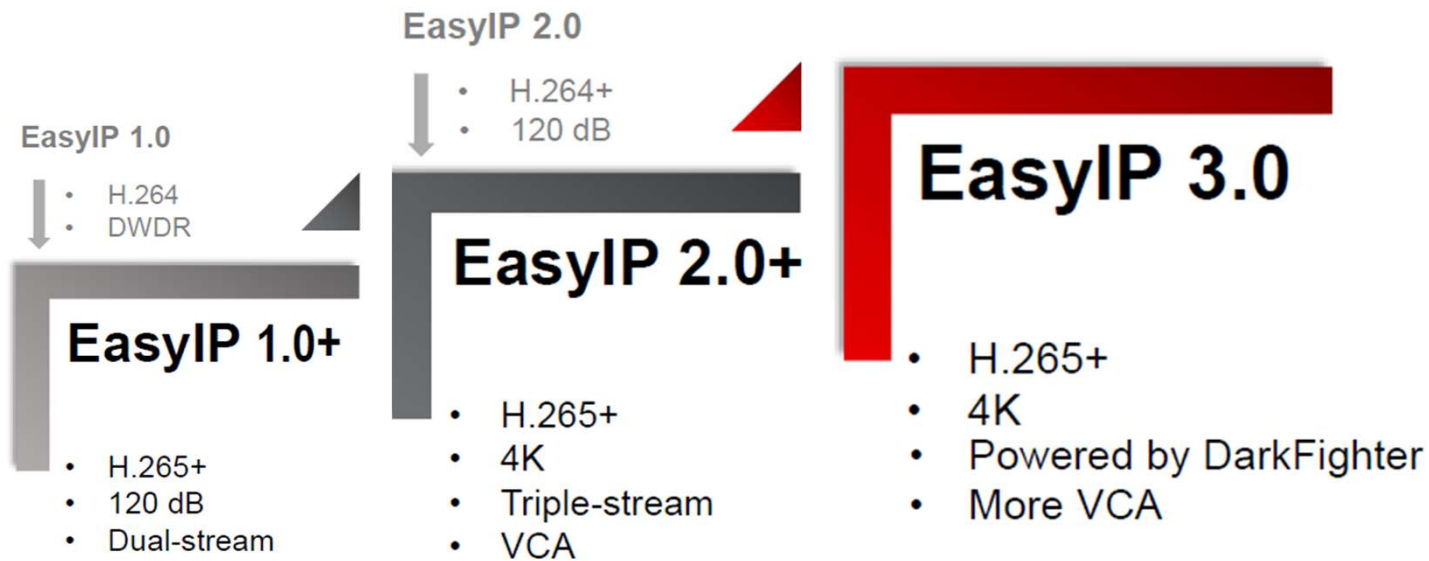 EasyIP 1.0
• H.264
• DWDR
EasyIP 1.0+
• H.265+
• 120 dB
• Dual-stream
EasyIP 2.0
• H.264+
• 120 dB
EasyIP 2.0+
• H.265+
• 4K
• Triple-stream
• VCA
EasyIP 3.0
• H.265+
• 4K
• Powered by DarkFighter
• More VCA